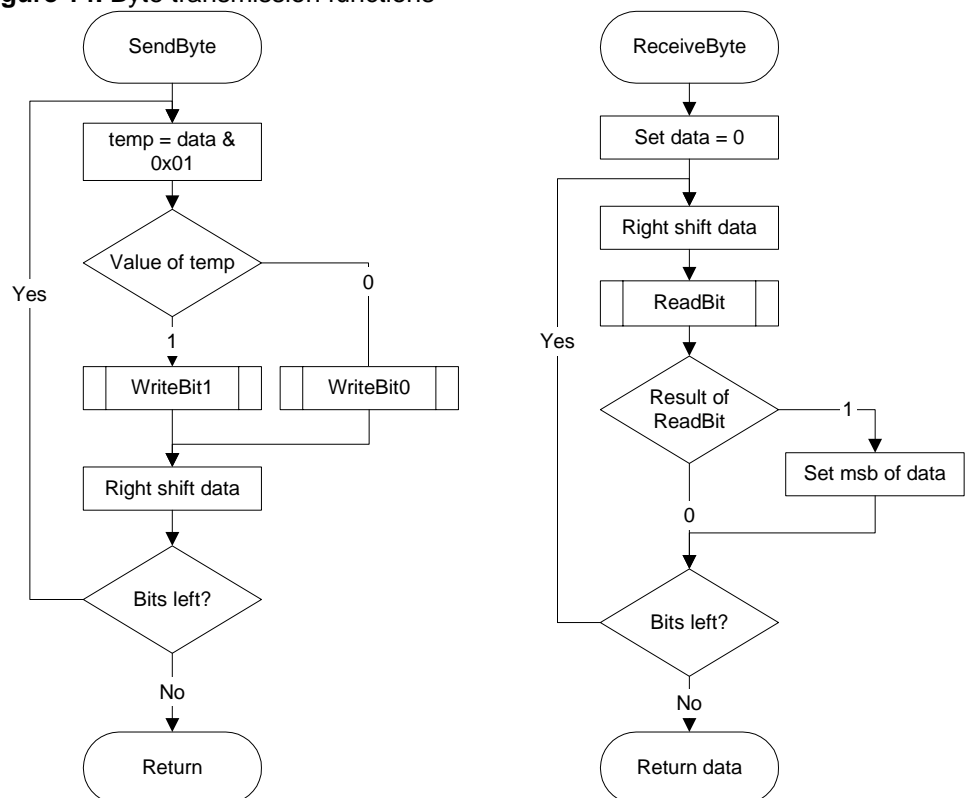 Byte transmission functions
SendByte
temp = data &
0x01
Value of temp
0
Yes
1
WriteBit1
WriteBit0
Right shift data
Bits left?
No
Return
ReceiveByte
Set data = 0
Right shift data
ReadBit
Yes
Result of
ReadBit
1
Set msb of data
0
Bits left?
No
Return data